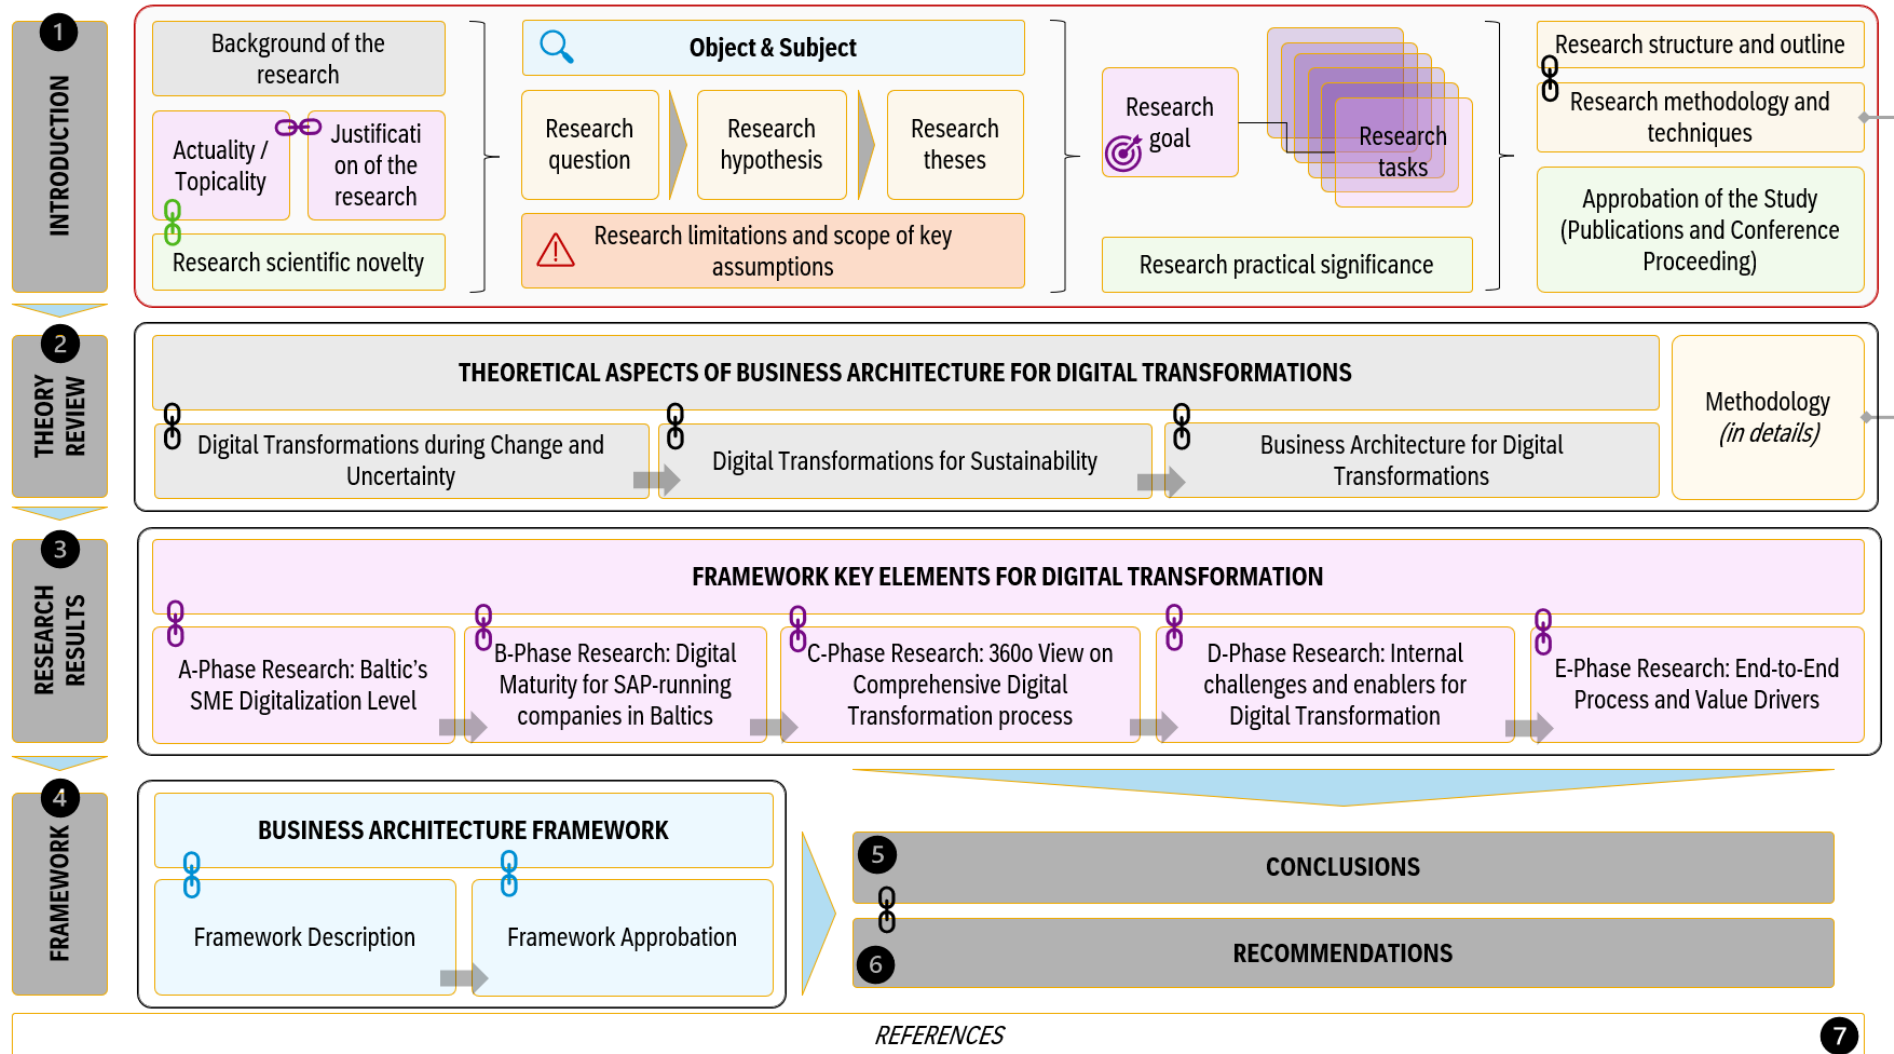 1
INTRODUCTION
Background of the
research
Actuality /
Topicality
Justificati
on of the
research
Research scientific novelty
Object & Subject
Research
question
Research
hypothesis
Research
theses
Research limitations and scope of key
assumptions
Research
goal
Research
tasks
Research practical significance
Research structure and outline
Research methodology and
techniques
Approbation of the Study
(Publications and Conference
Proceeding)
2
THEORY
REVIEW
THEORETICAL ASPECTS OF BUSINESS ARCHITECTURE FOR DIGITAL TRANSFORMATIONS
Digital Transformations during Change and
Uncertainty
Digital Transformations for Sustainability
Business Architecture for Digital
Transformations
Methodology
(in details)
3
RESEARCH
RESULTS
FRAMEWORK KEY ELEMENTS FOR DIGITAL TRANSFORMATION
A-Phase Research: Baltic's
SME Digitalization Level
B-Phase Research: Digital
Maturity for SAP-running
companies in Baltics
C-Phase Research: 360o View on
Comprehensive Digital
Transformation process
D-Phase Research: Internal
challenges and enablers for
Digital Transformation
E-Phase Research: End-to-End
Process and Value Drivers
4
FRAMEWORK
BUSINESS ARCHITECTURE FRAMEWORK
Framework Description
Framework Approbation
5
CONCLUSIONS
6
RECOMMENDATIONS
REFERENCES
7